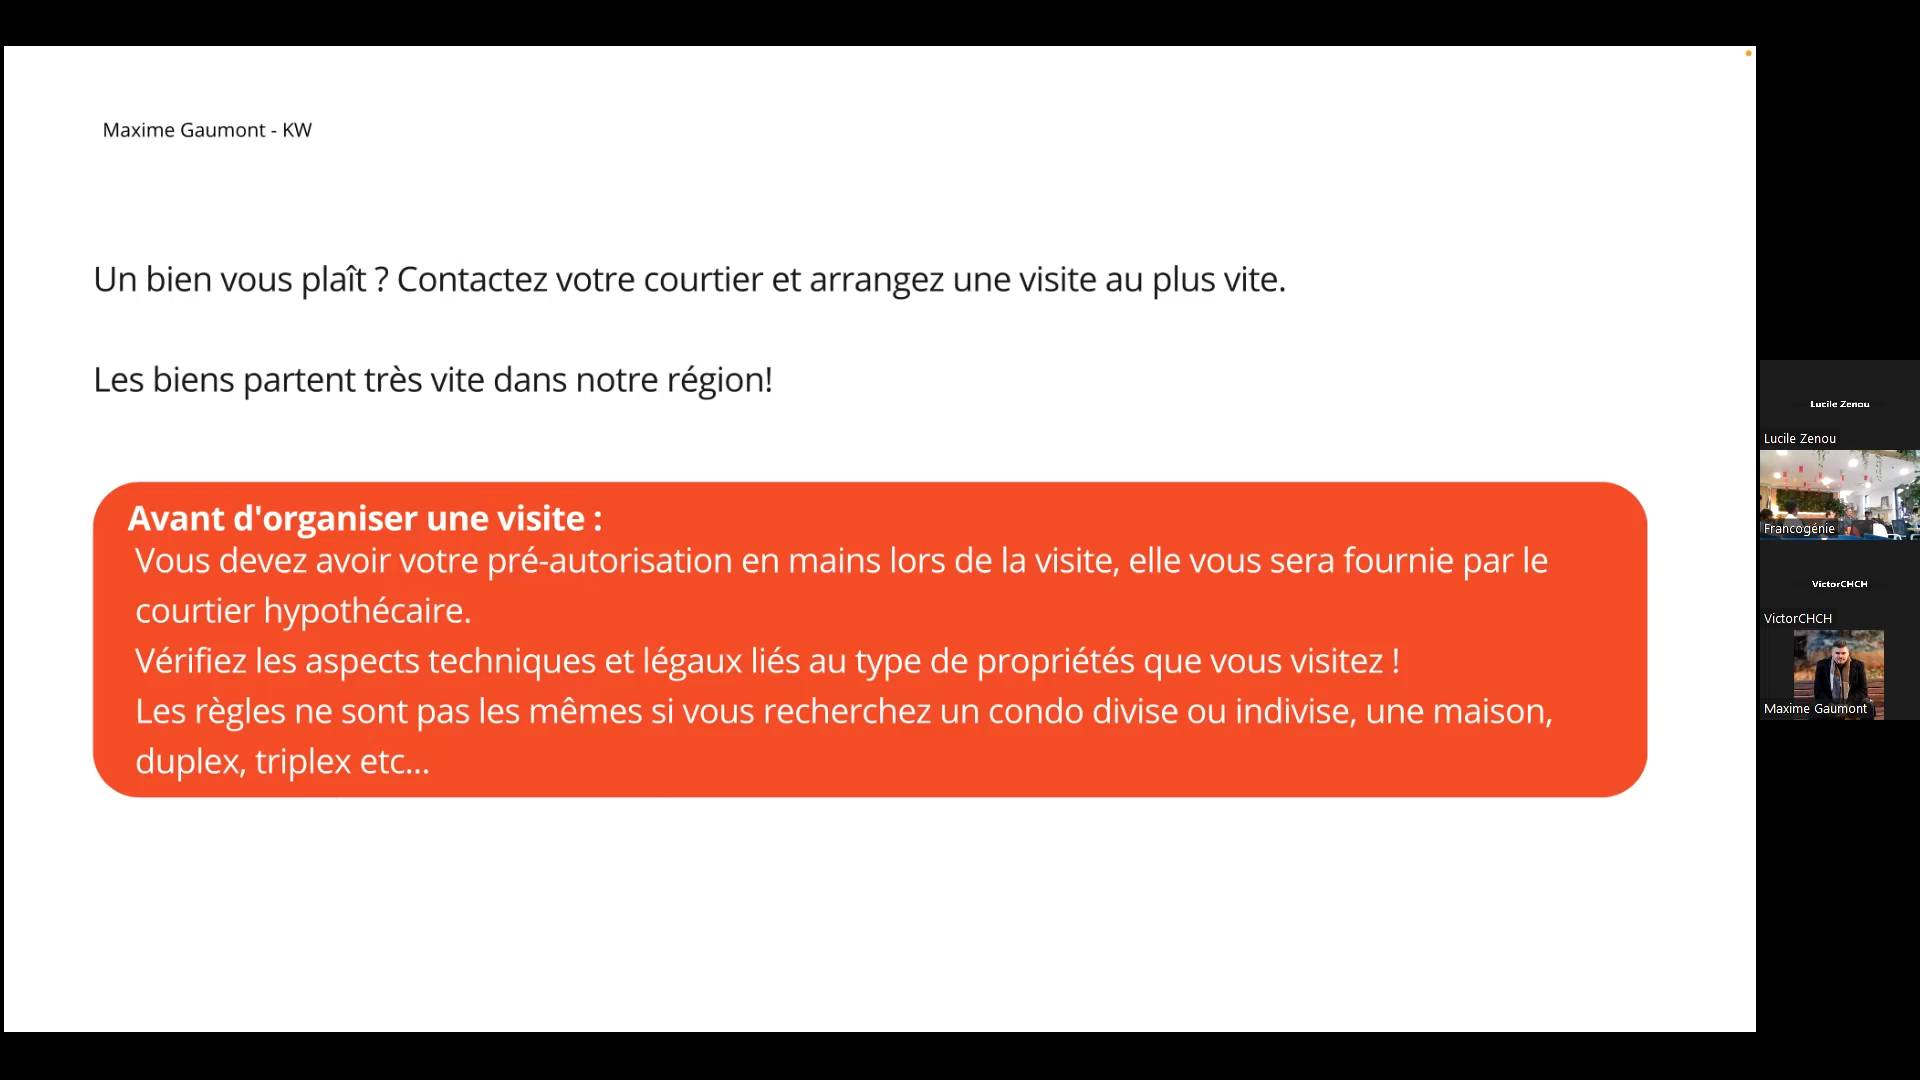 Maxime Gaumont - KW
Un bien vous plaît ? Contactez votre courtier et arrangez une visite au plus vite.
Les biens partent très vite dans notre région!
Avant d'organiser une visite :
Vous devez avoir votre pré-autorisation en mains lors de la visite, elle vous sera fournie par le
courtier hypothécaire.
Vérifiez les aspects techniques et légaux liés au type de propriétés que vous visitez !
Les règles ne sont pas les mêmes si vous recherchez un condo divise ou indivise, une maison,
duplex, triplex etc...
Lucile Zenou
Lucile Zenou
Francogénie
VictorCHCH
VictorCHCH
Maxime Gaumont